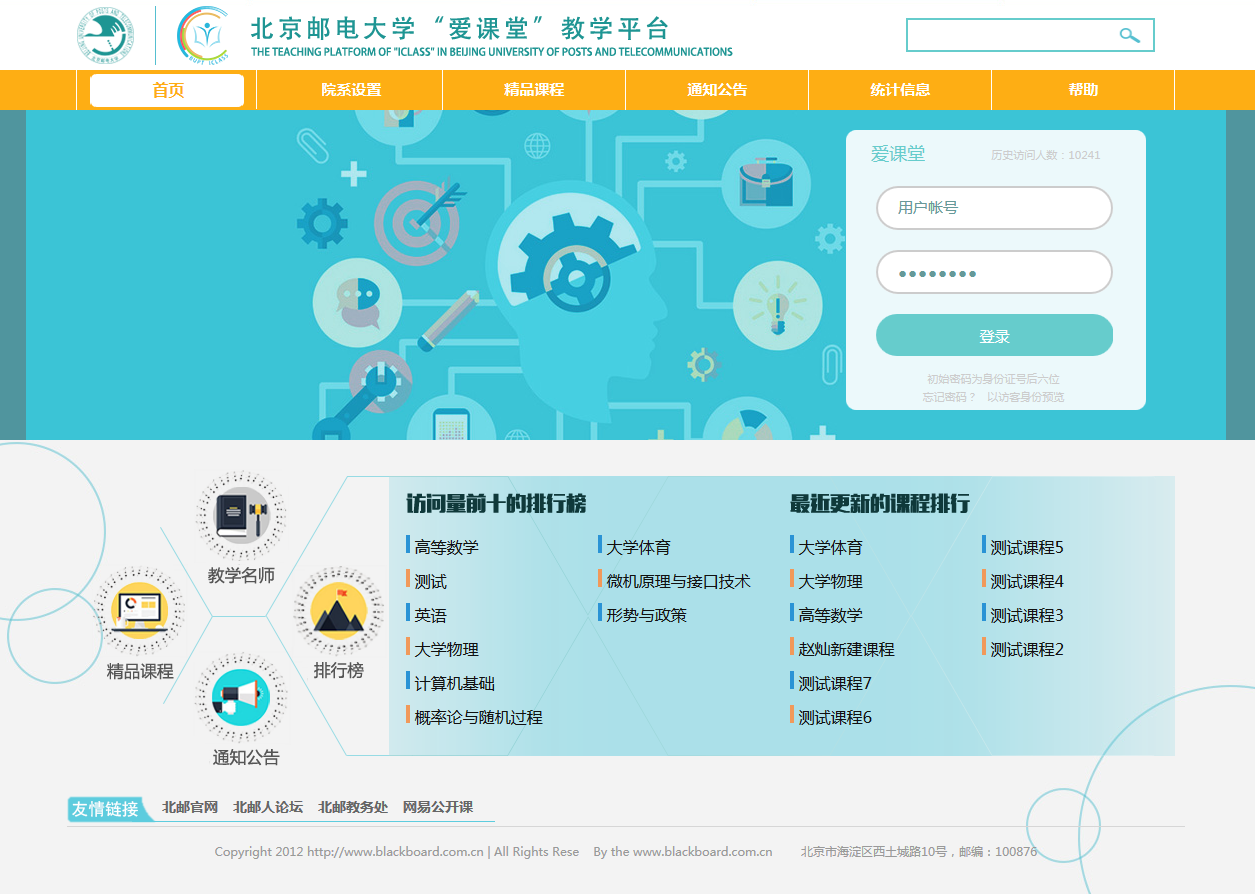 北京邮电大学“爱课堂”教学平台
THE TEACHING PLATFORM OF "ICLASS" IN BEIJING UNIVERSITY OF POSTS AND TELECOMMUNICATIONS
首页 院系设置 精品课程 通知公告 统计信息 帮助
爱课堂 历史访问人数：10241
用户帐号
登录
初始密码为身份证号后六位
忘记密码？ 以访客身份预览
教学名师
精品课程
排行榜
通知公告
访问量前十的排行榜
高等数学 大学体育
测试 微机原理与接口技术
英语 形势与政策
大学物理
计算机基础
概率论与随机过程
最近更新的课程排行
大学体育 测试课程5
大学物理 测试课程4
高等数学 测试课程3
赵灿新建课程 测试课程2
测试课程7
测试课程6
友情链接 北邮官网 北邮人论坛 北邮教务处 网易公开课
Copyright 2012 http://www.blackboard.com.cn | All Rights Rese By the www.blackboard.com.cn 北京市海淀区西土城路10号，邮编：100876